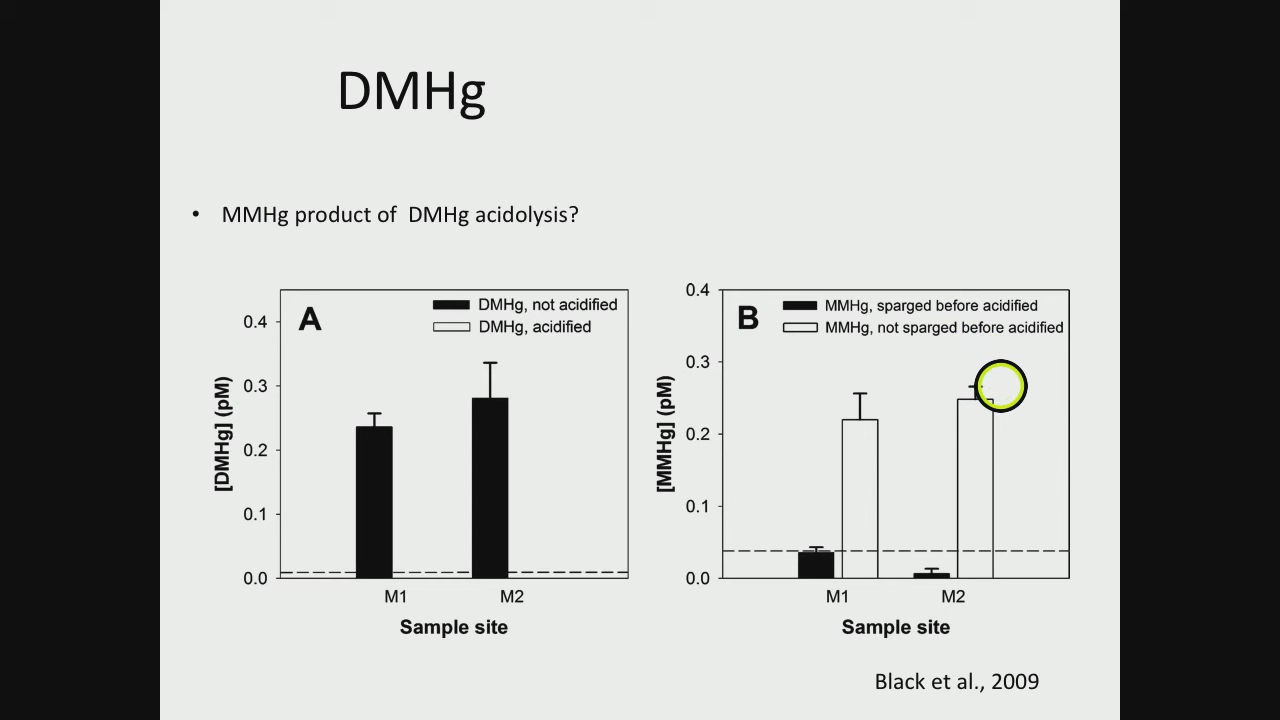 DMHg
• MMHg product of DMHg acidolysis?
A
DMHg, not acidified
DMHg, acidified
0.4
0.3
0.2
0.1
0.0
[DMHg] (pM)
M1 M2
Sample site
B
MMHg, sparged before acidified
MMHg, not sparged before acidified
0.4
0.3
0.2
0.1
0.0
[MMHg] (pM)
M1 M2
Sample site
Black et al., 2009